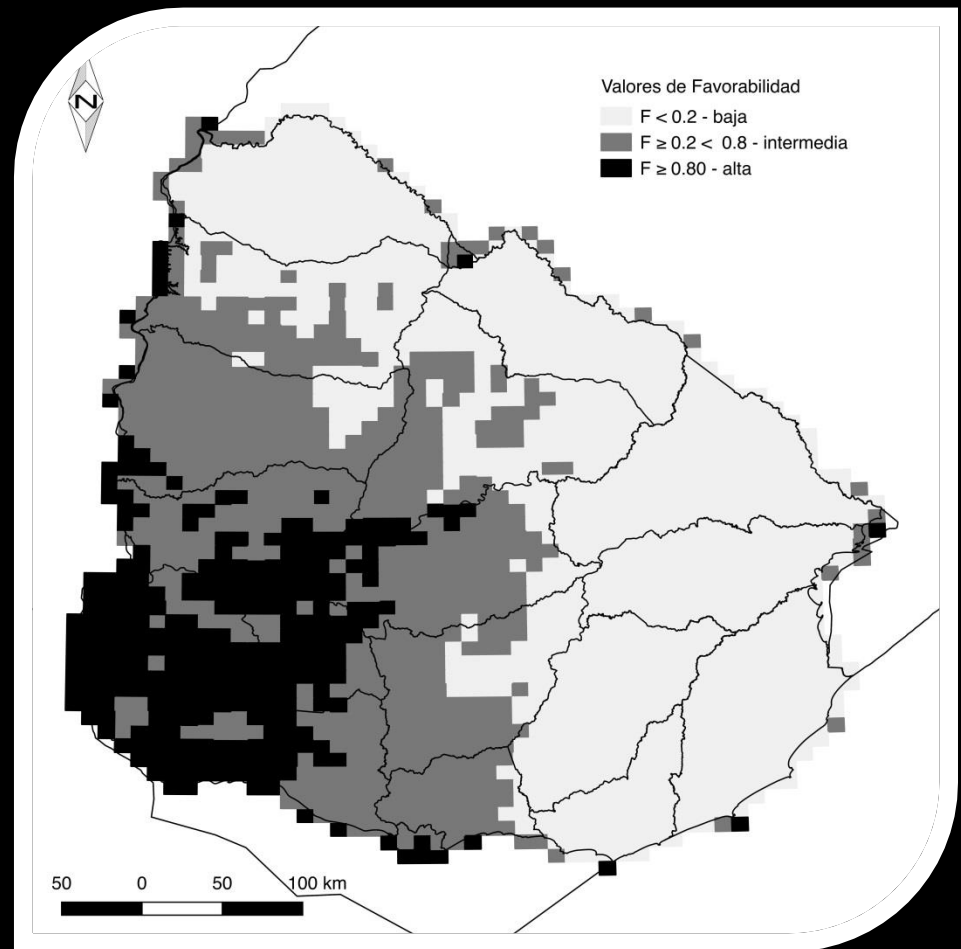 N
Valores de Favorabilidad
F < 0.2 - baja
F ≥ 0.2 < 0.8 - intermedia
F ≥ 0.80 - alta
50 0 50 100 km